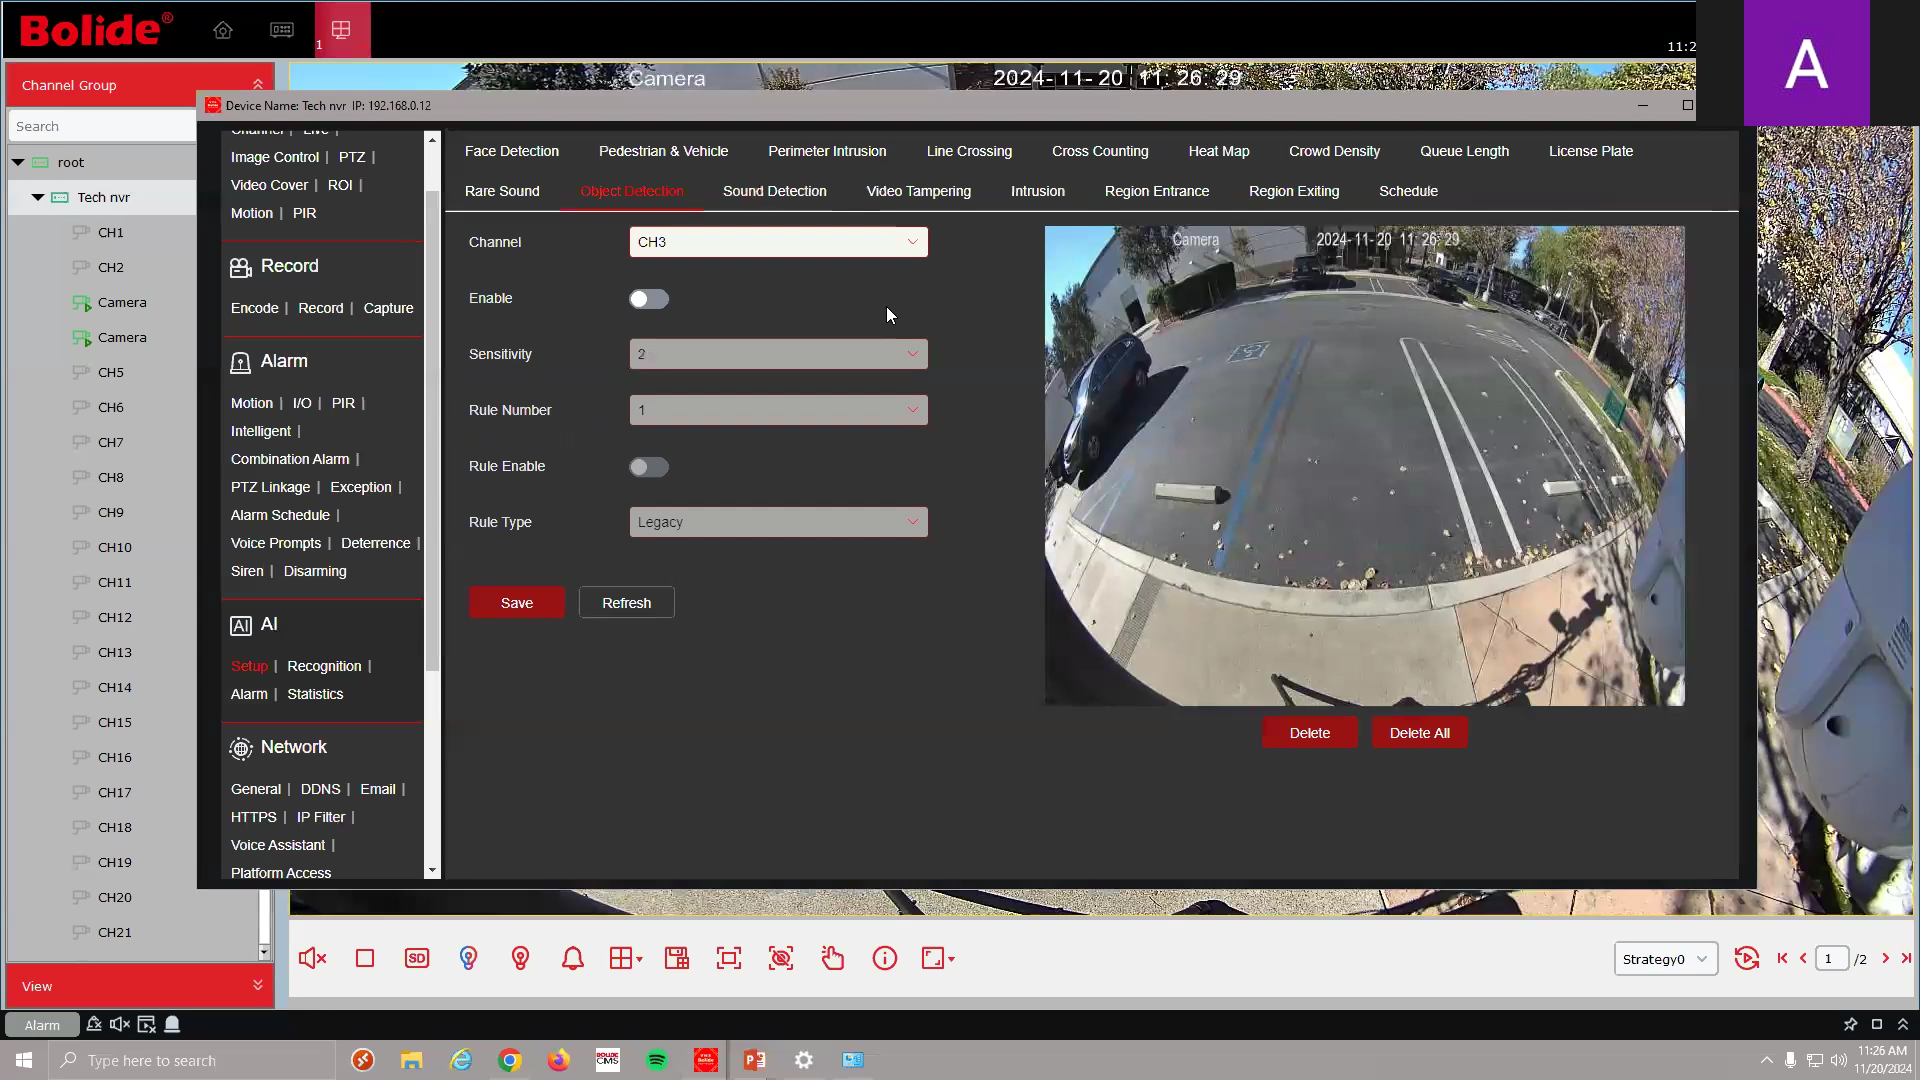 Bolide®
1
11:2
A
Channel Group
Camera
2024-11-20 11:26:29
Device Name: Tech nvr IP: 192.168.0.12
Search
root
Tech nvr
CH1
CH2
Camera
Camera
CH5
CH6
CH7
CH8
CH9
CH10
CH11
CH12
CH13
CH14
CH15
CH16
CH17
CH18
CH19
CH20
CH21
View
Channel | Live |
Image Control | PTZ |
Video Cover | ROI |
Motion | PIR
Record
Encode | Record | Capture
Alarm
Motion | I/O | PIR |
Intelligent |
Combination Alarm |
PTZ Linkage | Exception |
Alarm Schedule |
Voice Prompts | Deterrence |
Siren | Disarming
AI AI
Setup | Recognition |
Alarm | Statistics
Network
General | DDNS | Email |
HTTPS | IP Filter |
Voice Assistant |
Platform Access
Face Detection Pedestrian & Vehicle Perimeter Intrusion Line Crossing Cross Counting Heat Map Crowd Density Queue Length License Plate
Rare Sound Object Detection Sound Detection Video Tampering Intrusion Region Entrance Region Exiting Schedule
Channel CH3
Enable
Sensitivity 2
Rule Number 1
Rule Enable
Rule Type Legacy
Save Refresh
Camera 2024-11-20 11:26:29
Delete Delete All
SD
Strategy0
1 /2
Alarm
Type here to search
BOLIDE
CMS
11:26 AM
11/20/2024